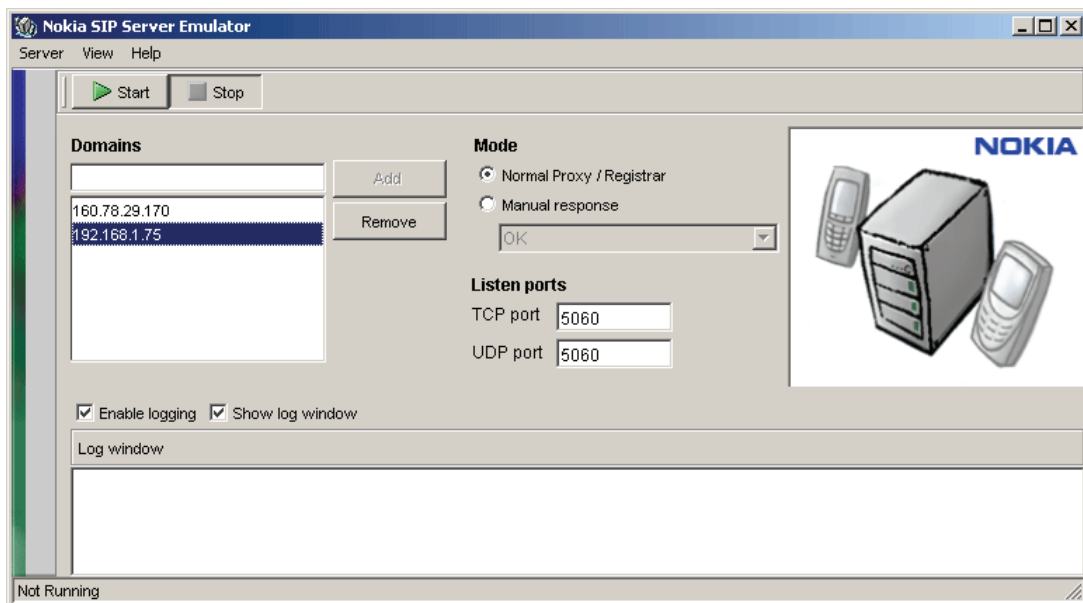 Nokia SIP Server Emulator
Server View Help
Start Stop
Domains
Add
160.78.29.170
192.168.1.75
Remove
Mode
Normal Proxy / Registrar
Manual response
OK
Listen ports
TCP port 5060
UDP port 5060
NOKIA
Enable logging Show log window
Log window
Not Running